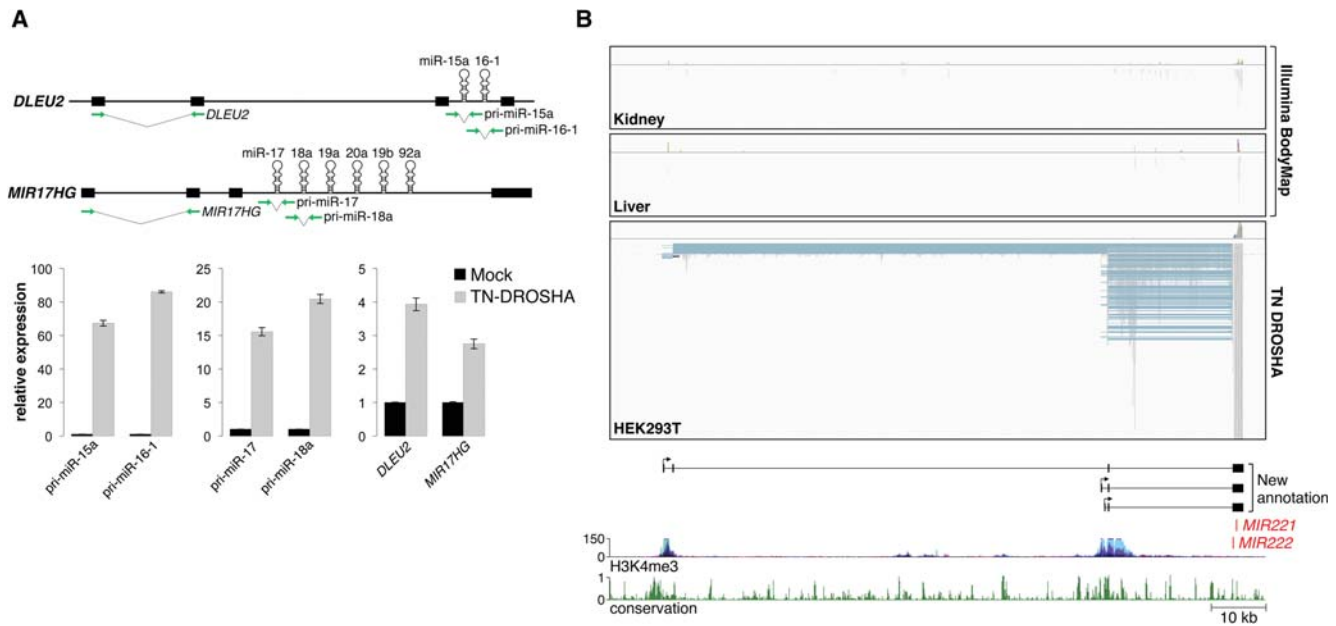 A
miR-15a 16-1
DLEU2
DLEU2
pri-miR-15a
pri-miR-16-1
miR-17 18a 19a 20a 19b 92a
MIR17HG
MIR17HG
pri-miR-17
pri-miR-18a
relative expression
100
80
60
40
20
0
pri-miR-15a
pri-miR-16-1
25
20
15
10
5
0
pri-miR-17
pri-miR-18a
5
4
3
2
1
0
DLEU2
MIR17HG
Mock
TN-DROSHA
B
Kidney
Liver
Illumina BodyMap
HEK293T
TN DROSHA
New
annotation
MIR221
MIR222
150
0
H3K4me3
1
0
conservation
10 kb